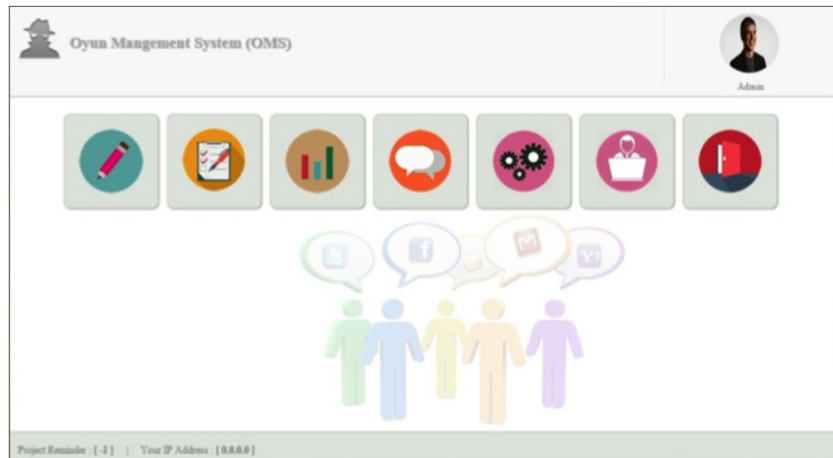 Oyun Mangement System (OMS)
Admin
Project Reminder : [ -1 ] | Your IP Address : [ 0.0.0.0 ]